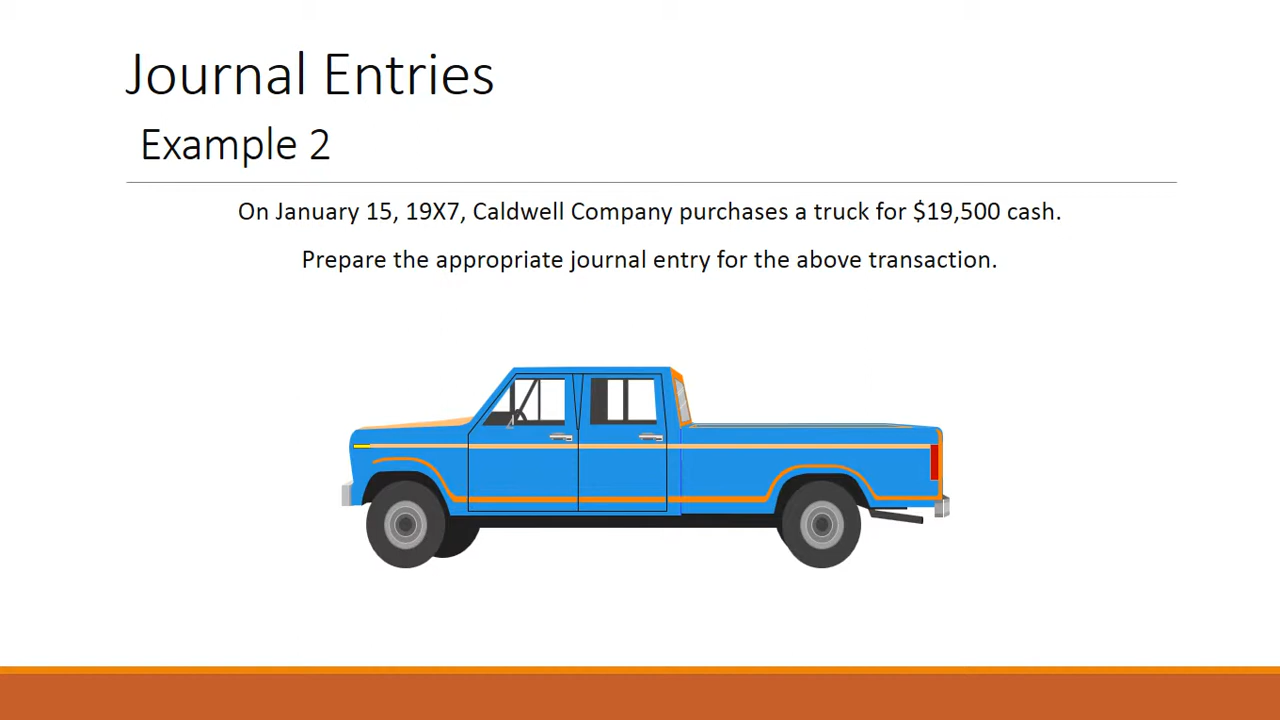 Journal Entries
Example 2
On January 15, 19X7, Caldwell Company purchases a truck for $19,500 cash.
Prepare the appropriate journal entry for the above transaction.